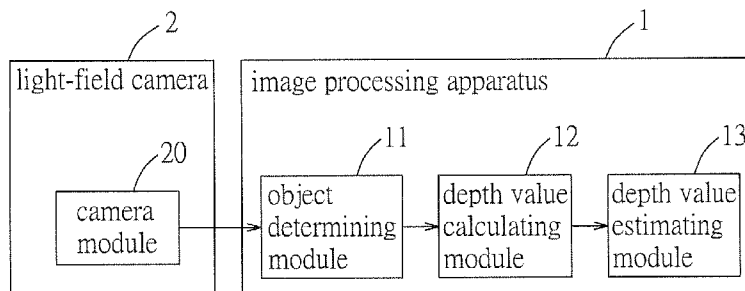 2
1
light-field camera
image processing apparatus
20
camera
module
11
object
determining
module
12
depth value
calculating
module
13
depth value
estimating
module